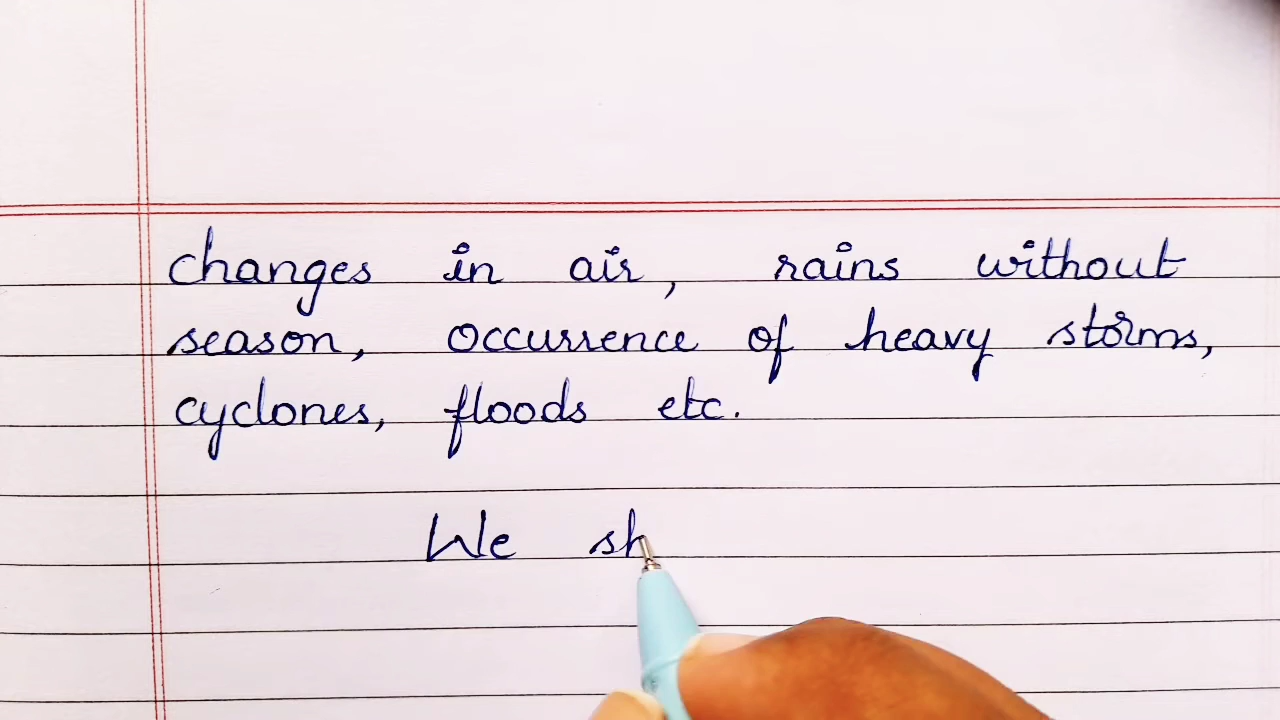 changes in air, rains without
season, occurrence of heavy storms,
cyclones, floods etc.
We sh